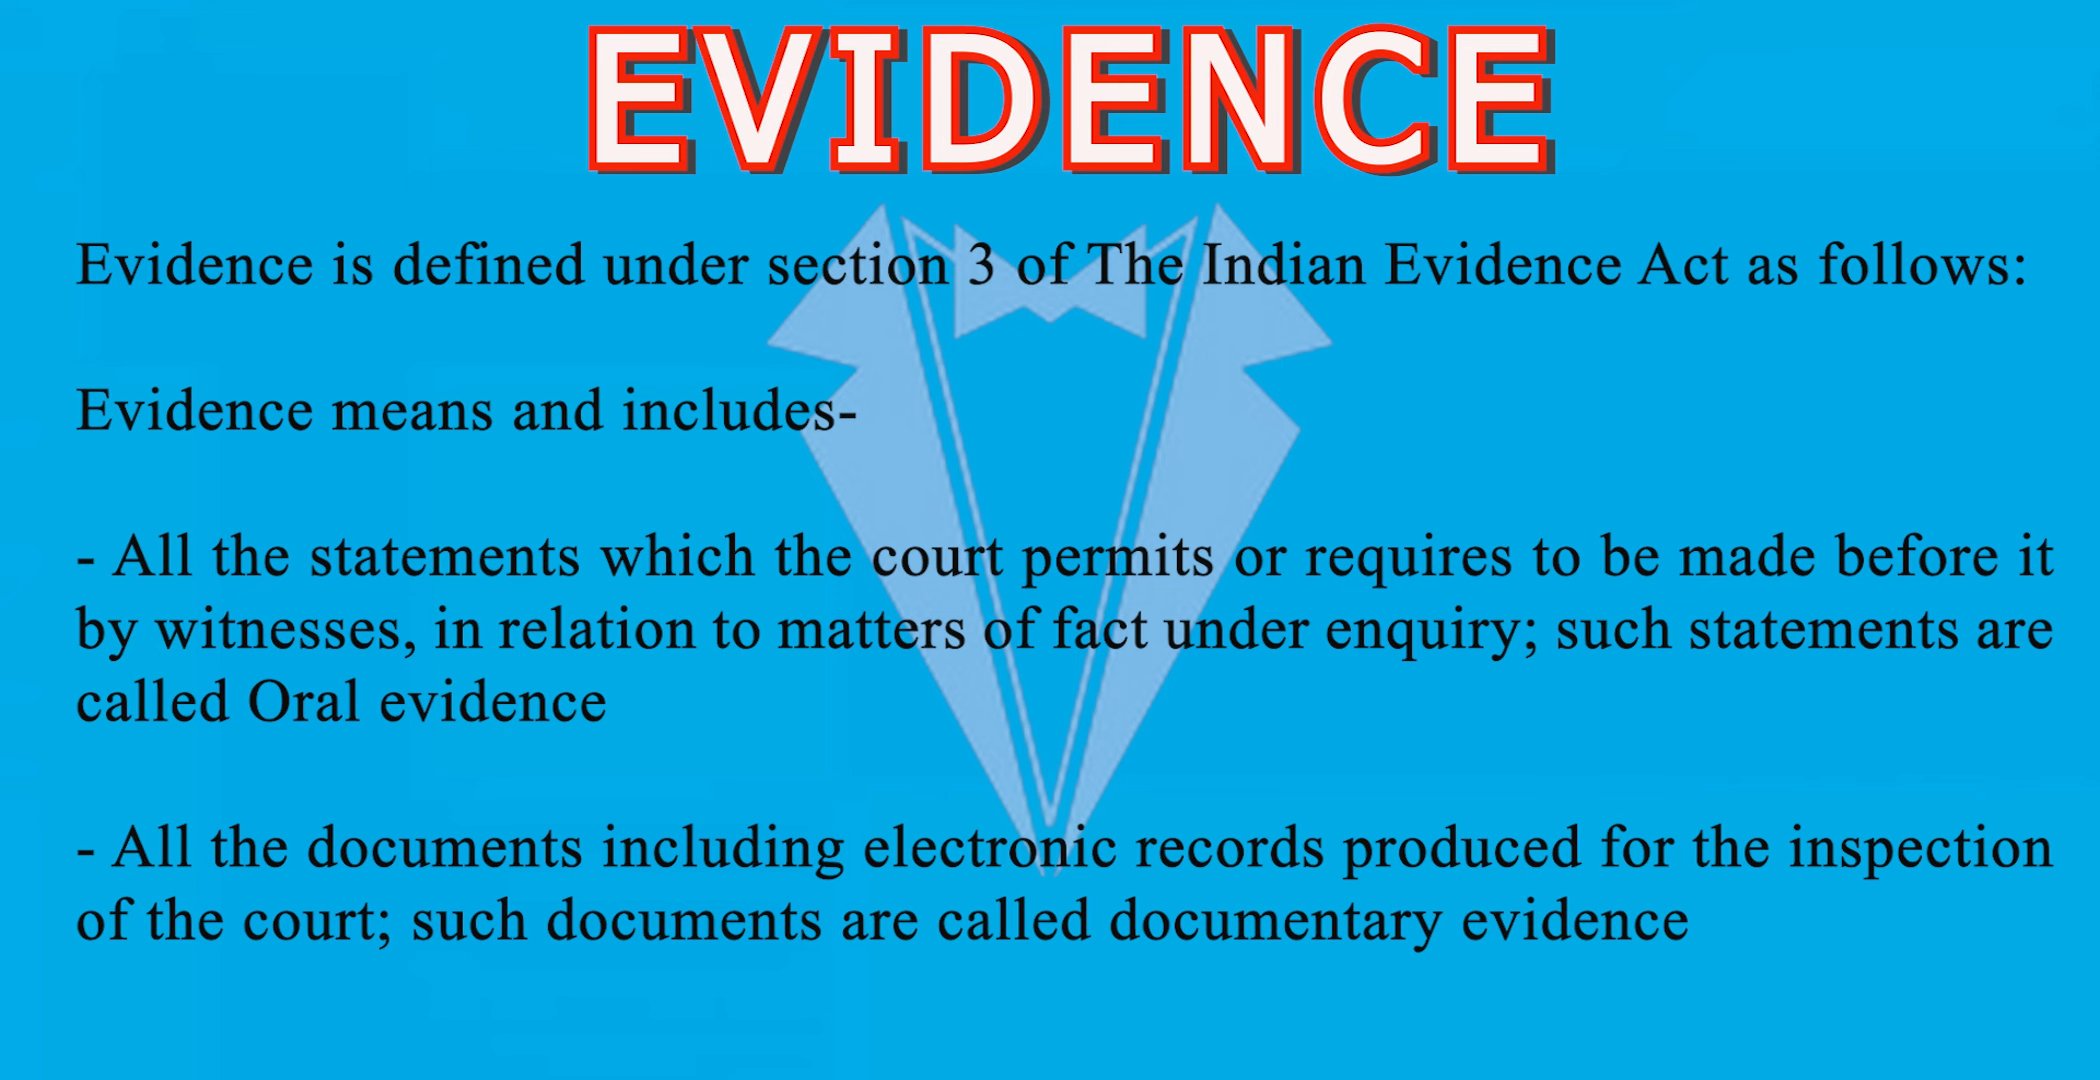 EVIDENCE
Evidence is defined under section 3 of The Indian Evidence Act as follows:
Evidence means and includes-
- All the statements which the court permits or requires to be made before it
by witnesses, in relation to matters of fact under enquiry; such statements are
called Oral evidence
- All the documents including electronic records produced for the inspection
of the court; such documents are called documentary evidence